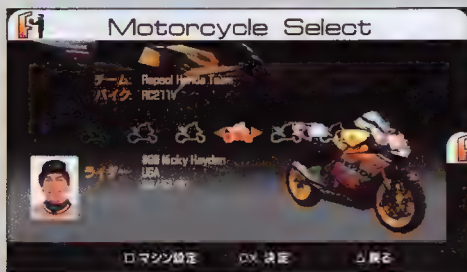 Motorcycle Select
チーム: Repsol Honda Team
バイク: RC211V
ライダー: #69 Nicky Hayden
USA
□ マシン設定 ○X 決定 △ 戻る